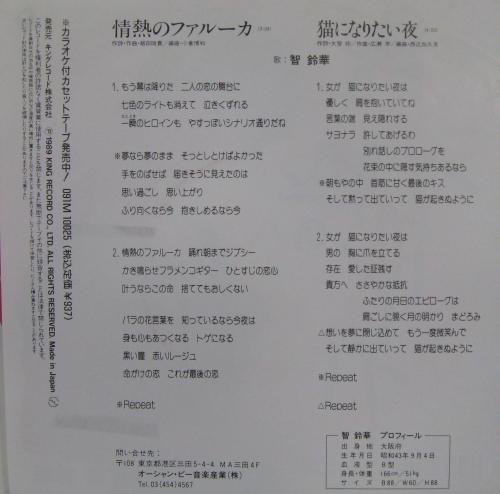 情熱のファルーカ
もう幕は降りた 二人の恋の舞台に
七色のライトも消えて 泣きくずれる
一瞬のヒロインも やすっぽいシナリオ通りだね
※夢なら夢のまま そっとしとけばよかった
手をのばせば 届きそうに見えたのは
思い過ごし 思い上がり
ふり向くなら今 抱きしめるなら今
2. 情熱のファルーカ 踊れ朝までジプシー
かき鳴らせフラメンコギター ひとすじの恋心
叶うならこの命 捨ててもおしくない
バラの花言葉を 知っているなら今夜は
身も心もあつくなる トゲになる
黒い瞳 赤いルージュ
命がけの恋 これが最後の恋
※Repeat
問い合せ先:
〒108 東京都港区三田5-4-4 MA三田4F
オーシャン・ビー音楽産業(株)
Tel.03(454)4567
猫になりたい夜
歌:智 鈴華
1. 女が 猫になりたい夜は
優しく 肩を抱いていてね
言葉の端 見え隠れする
サヨナラ 許してあげるわ
別れ話しのプロローグを
花束の中に隠す気持ちあるなら
※朝もやの中 首筋に甘く最後のキス
そして黙って出ていって 猫が起きぬように
2. 女が 猫になりたい夜は
男の 胸に爪を立てる
存在 愛した証残す
貴方へ ささやかな抵抗
ふたりの月日のエピローグは
肩ごしに覗く月の明かり まどろみ
△想いを夢に閉じ込めて もう一度微笑んで
そして静かに出ていって 猫が起きぬように
※Repeat
△Repeat
智 鈴華 プロフィール
出身地 大阪府
生年月日 昭和43年9月4日
血液型 B型
身長・体重 166cm/51kg
サイズ B88/W60/H88
※カラオケ付カセットテープ発売中! 091M 10025(税込定価¥937)
発売元 キングレコード株式会社 Ⓟ1989 KING RECORD CO., LTD. ALL RIGHTS RESERVED. Made in Japan